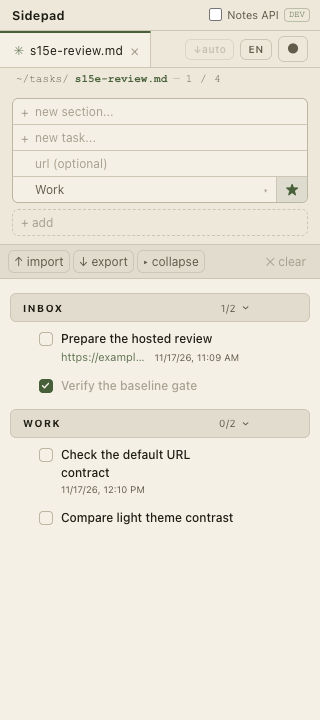 Sidepad
Notes API DEV
s15e-review.md × ↓auto EN
~/tasks/ s15e-review.md — 1 / 4
+ new section...
+ new task...
url (optional)
Work
+ add
↑ import ↓ export ▸ collapse × clear
INBOX 1/2
Prepare the hosted review
https://exampl... 11/17/26, 11:09 AM
Verify the baseline gate
WORK 0/2
Check the default URL
contract
11/17/26, 12:10 PM
Compare light theme contrast